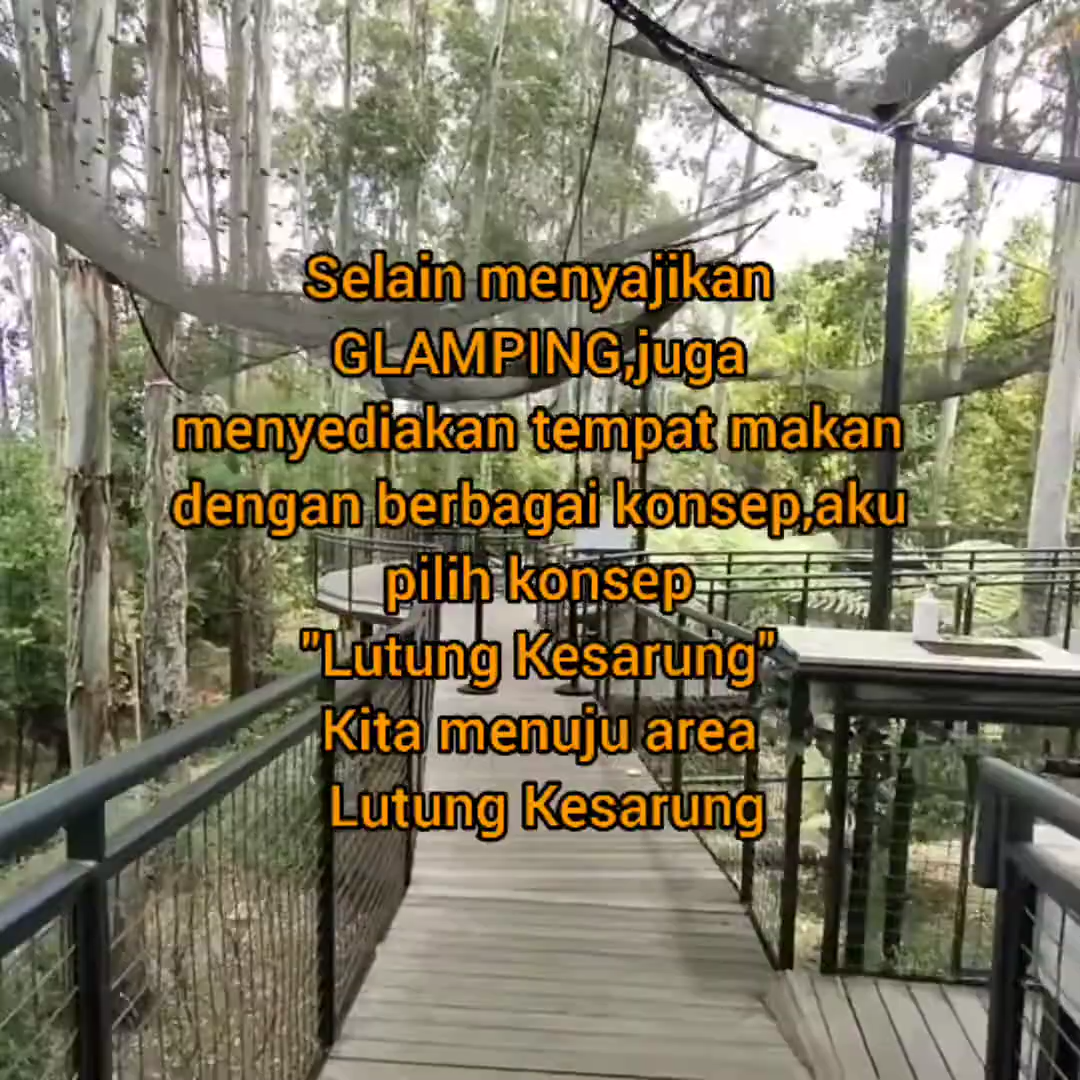 Selain menyajikan
GLAMPING,juga
menyediakan tempat makan
dengan berbagai konsep,aku
pilih konsep
"Lutung Kesarung"
Kita menuju area
Lutung Kesarung